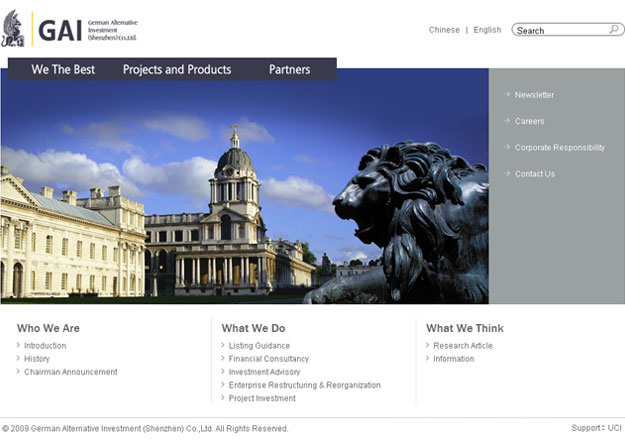 GAI German Alternative
Investment
(Shenzhen) Co.,Ltd.
Chinese | English
Search
We The Best Projects and Products Partners
Newsletter
Careers
Corporate Responsibility
Contact Us
Who We Are
Introduction
History
Chairman Announcement
What We Do
Listing Guidance
Financial Consultancy
Investment Advisory
Enterprise Restructuring & Reorganization
Project Investment
What We Think
Research Article
Information
© 2009 German Alternative Investment (Shenzhen) Co.,Ltd. All Rights Reserved.
Support: UCI